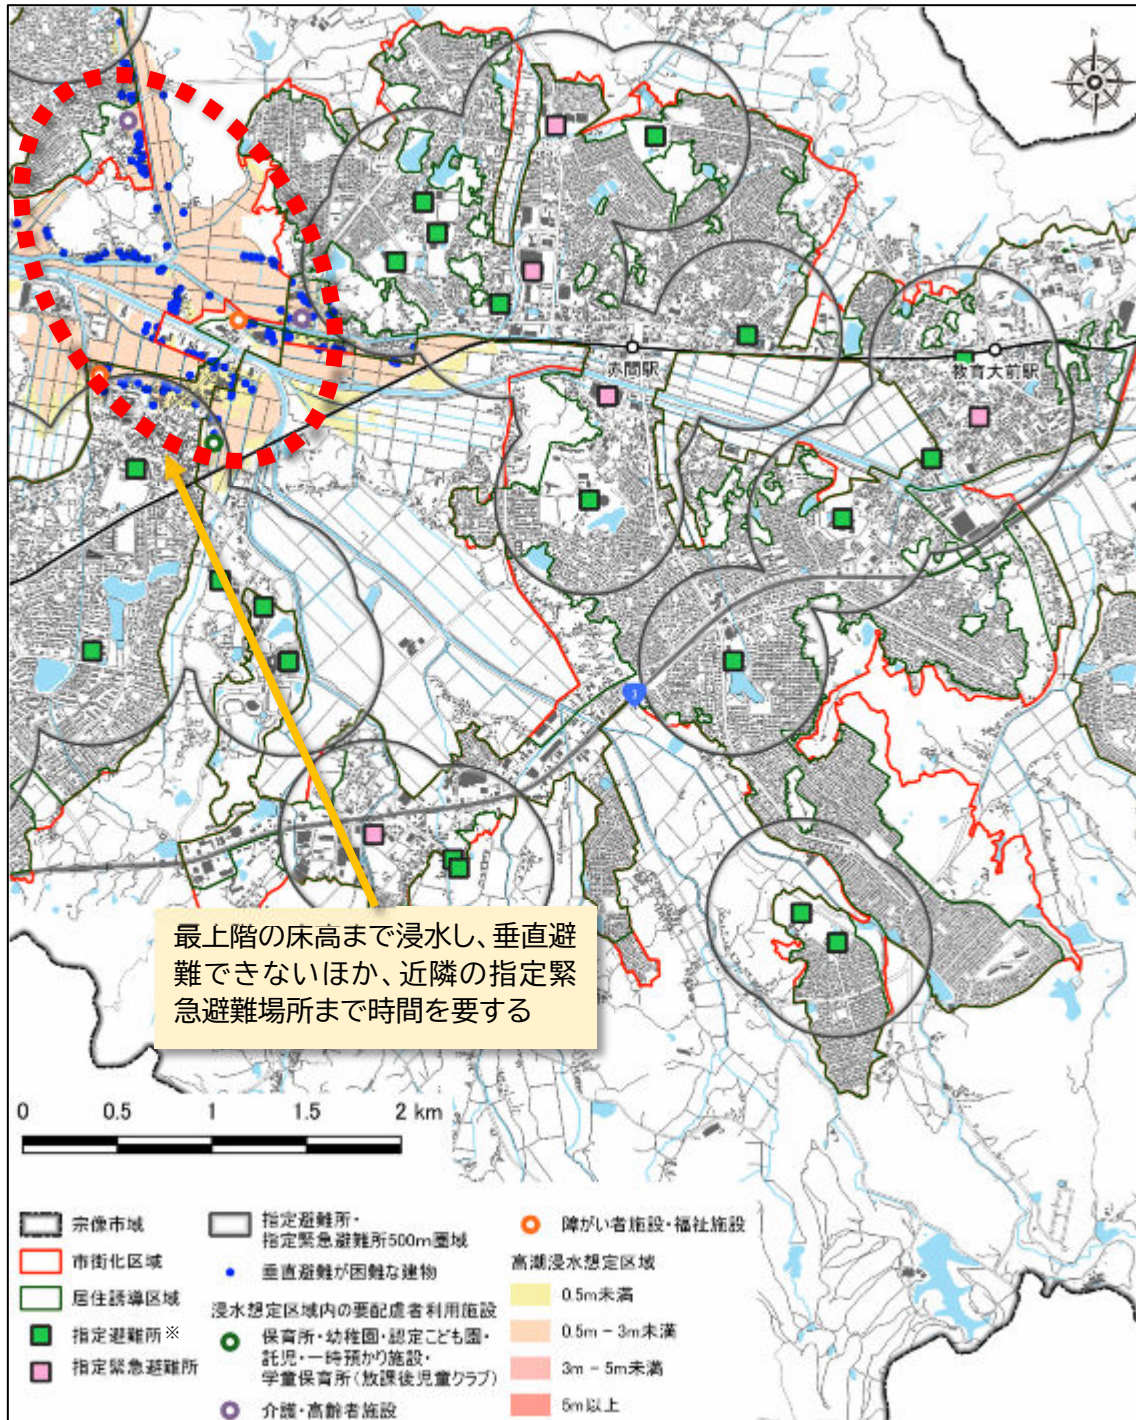 N
赤間駅
教育大前駅
3
最上階の床高まで浸水し、垂直避
難できないほか、近隣の指定緊
急避難場所まで時間を要する
0 0.5 1 1.5 2 km
宗像市域
市街化区域
居住誘導区域
指定避難所※
指定緊急避難所
指定避難所・
指定緊急避難所500m圏域
垂直避難が困難な建物
浸水想定区域内の要配慮者利用施設
保育所・幼稚園・認定こども園・
託児・一時預かり施設・
学童保育所(放課後児童クラブ)
介護・高齢者施設
障がい者施設・福祉施設
高潮浸水想定区域
0.5m未満
0.5m - 3m未満
3m - 5m未満
5m以上